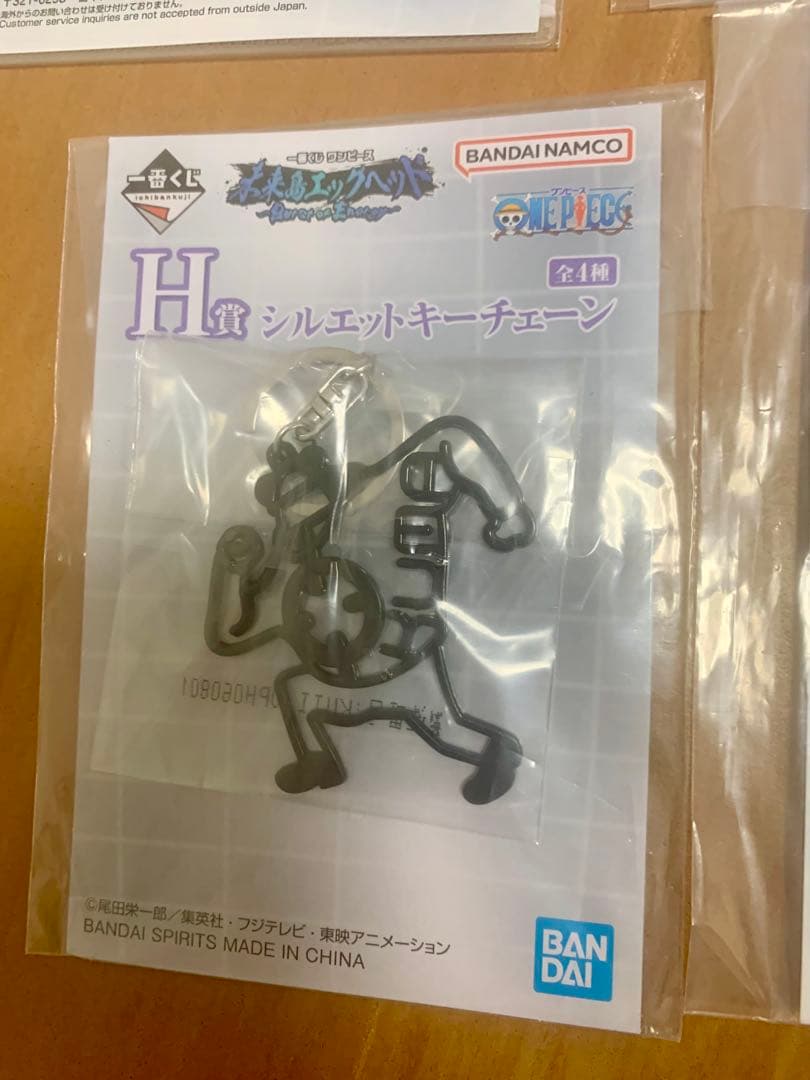 海外からのお問い合わせは受け付けておりません。
Customer service inquiries are not accepted from outside Japan.
一番くじ
ichibankuji
一番くじ ワンピース
未来島エッグヘッド
BANDAI NAMCO
ワンピース
ONE PIECE
H賞
全4種
シルエットキーチェーン
©尾田栄一郎/集英社・フジテレビ・東映アニメーション
BANDAI SPIRITS MADE IN CHINA
BAN
DAI